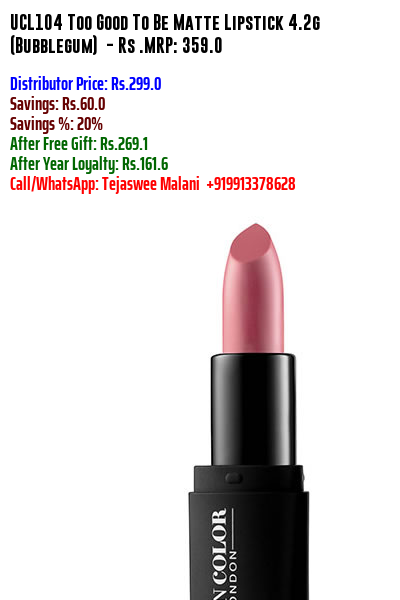 UCL104 Too Good To Be Matte Lipstick 4.2g
(Bubblegum) - Rs .MRP: 359.0
Distributor Price: Rs.299.0
Savings: Rs.60.0
Savings %: 20%
After Free Gift: Rs.269.1
After Year Loyalty: Rs.161.6
Call/WhatsApp: Tejaswee Malani +919913378628
N COLOR
ONDON